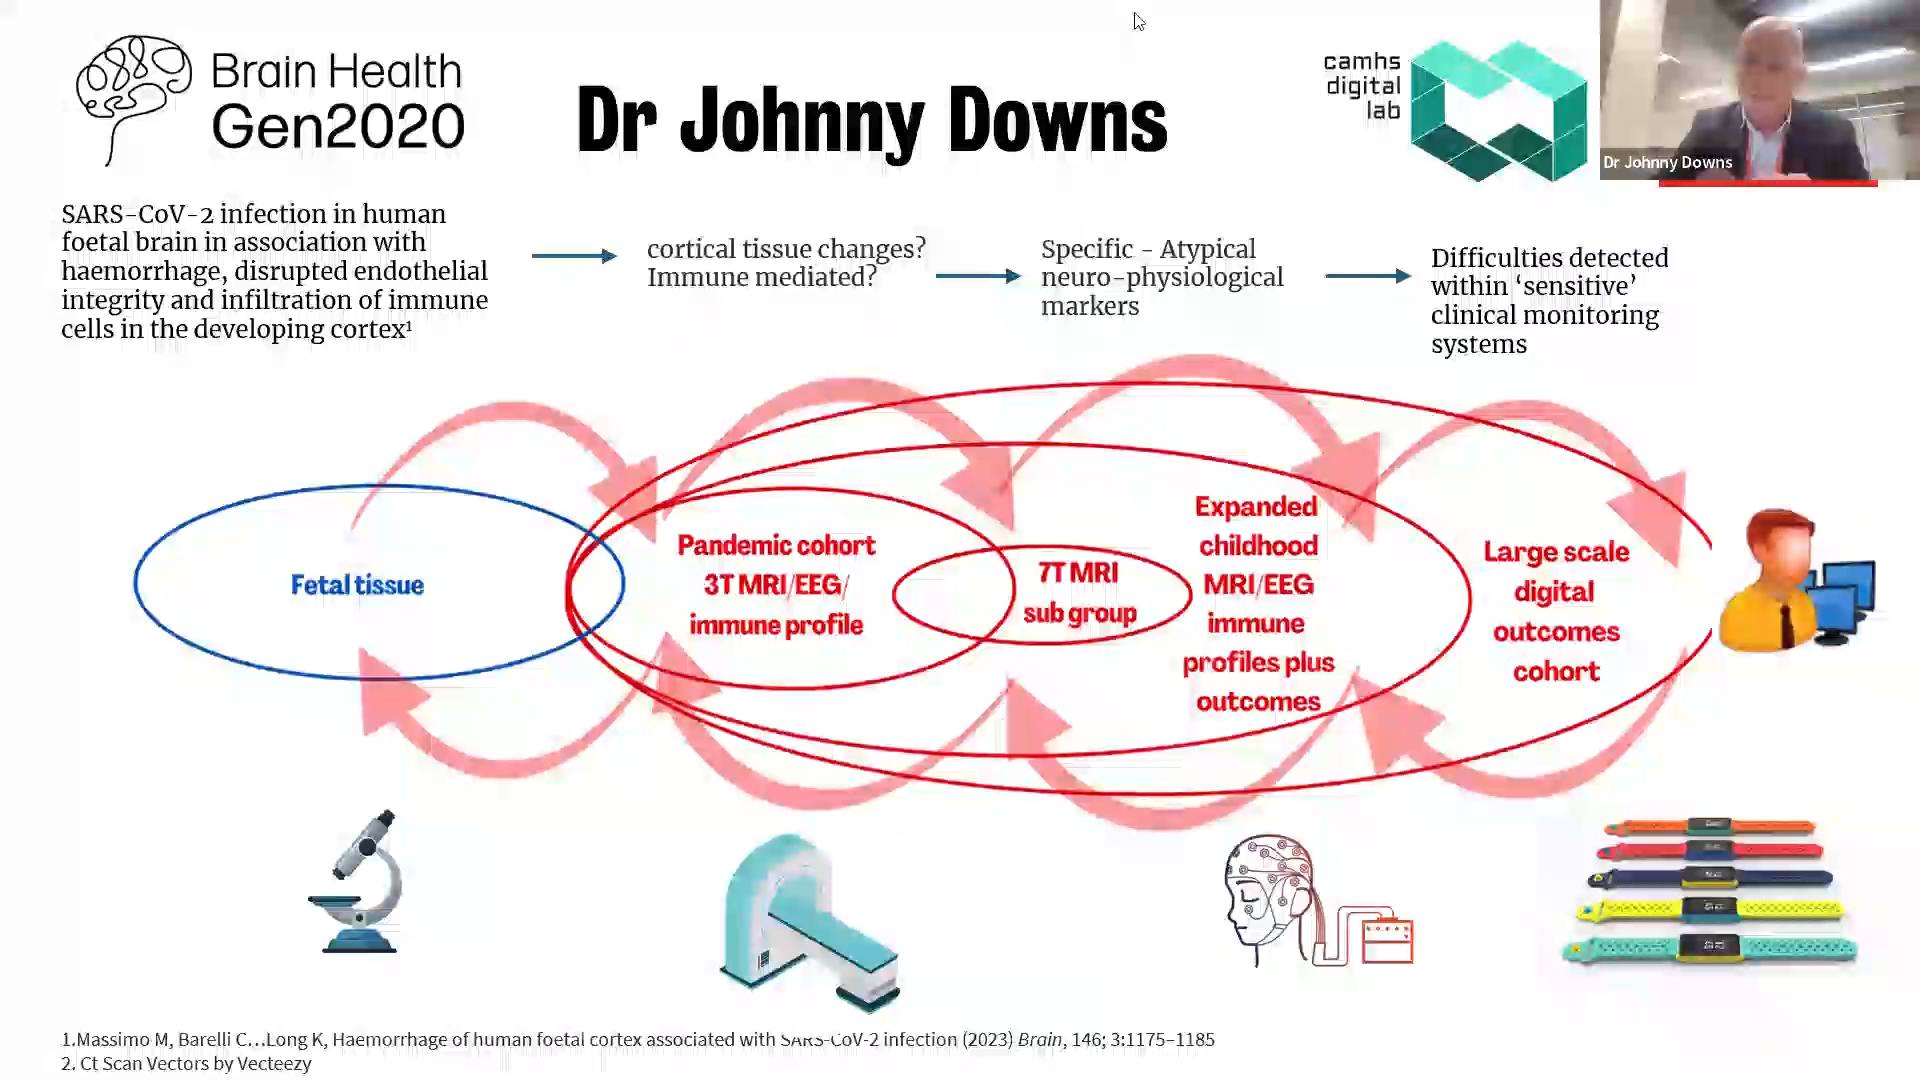 Brain Health
Gen2020
Dr Johnny Downs
camhs
digital
lab
Dr Johnny Downs
SARS-CoV-2 infection in human
foetal brain in association with
haemorrhage, disrupted endothelial
integrity and infiltration of immune
cells in the developing cortex¹
cortical tissue changes?
Immune mediated?
Specific - Atypical
neuro-physiological
markers
Difficulties detected
within ‘sensitive’
clinical monitoring
systems
Fetal tissue
Pandemic cohort
3T MRI/EEG/
immune profile
7T MRI
sub group
Expanded
childhood
MRI/EEG
immune
profiles plus
outcomes
Large scale
digital
outcomes
cohort
1.Massimo M, Barelli C…Long K, Haemorrhage of human foetal cortex associated with SARS-CoV-2 infection (2023) Brain, 146; 3:1175–1185
2. Ct Scan Vectors by Vecteezy